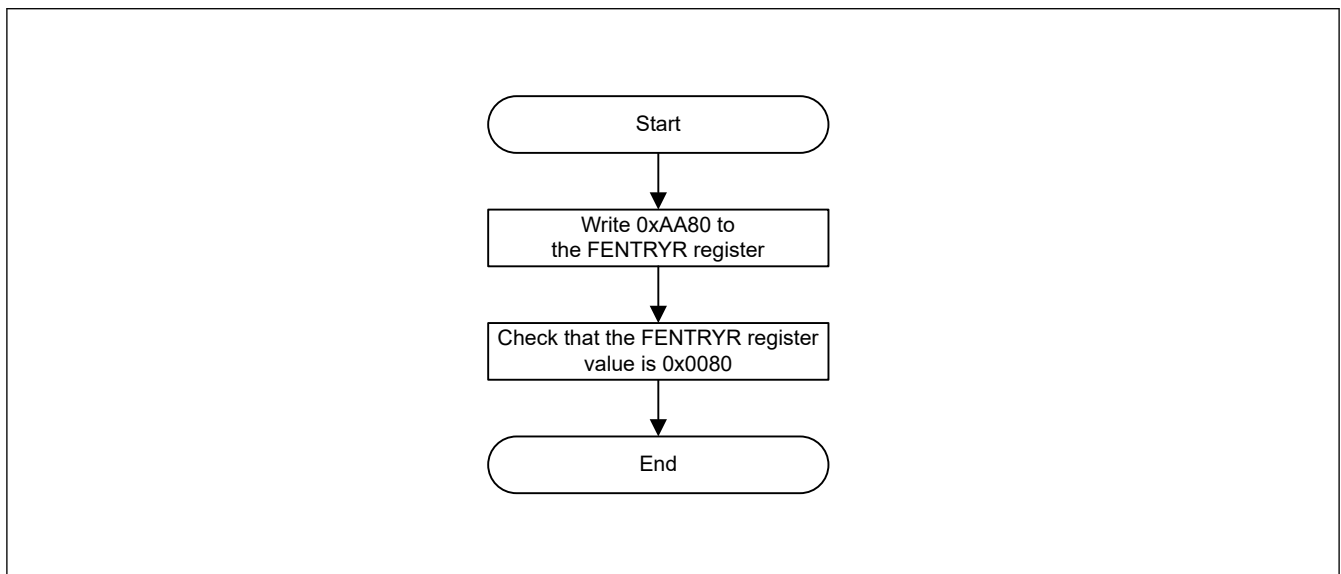 Start
Write 0xAA80 to
the FENTRYR register
Check that the FENTRYR register
value is 0x0080
End